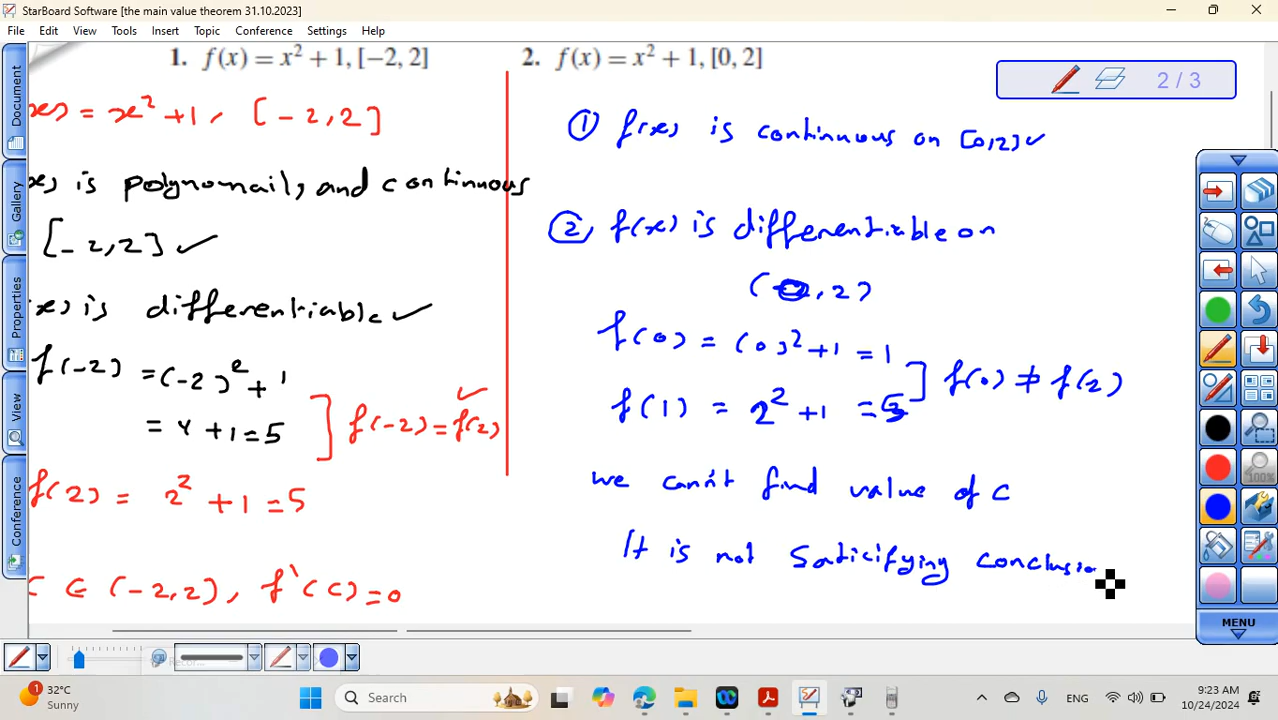 StarBoard Software [the main value theorem 31.10.2023]
File Edit View Tools Insert Topic Conference Settings Help
1. f(x) = x² + 1, [−2, 2]
2. f(x) = x² + 1, [0, 2]
2 / 3
x) = x² + 1, [-2,2]
x) is polynomail, and continuous
[-2,2] ✓
x) is differentiable ✓
f(-2) = (-2)² + 1
= 4 + 1 = 5
] f(-2) = f(2) ✓
f(2) = 2² + 1 = 5
C ∈ (-2,2), f'(c) = 0
① f(x) is continuous on [0,2] ✓
② f(x) is differentiable on
(0, 2)
f(0) = (0)² + 1 = 1
f(1) = 2² + 1 = 5
] f(0) ≠ f(2)
we cann't find value of c
It is not Saticifying conclusion
Document
Gallery
Properties
View
Conference
100%
MENU
1
32°C
Sunny
Search
ENG
9:23 AM
10/24/2024